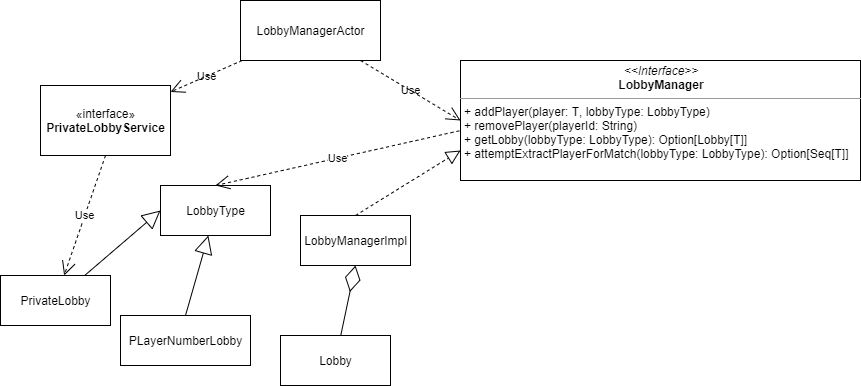 LobbyManagerActor
<<Interface>>
LobbyManager
+ addPlayer(player: T, lobbyType: LobbyType)
+ removePlayer(playerId: String)
+ getLobby(lobbyType: LobbyType): Option[Lobby[T]]
+ attemptExtractPlayerForMatch(lobbyType: LobbyType): Option[Seq[T]]
Use
Use
«interface»
PrivateLobbyService
Use
Use
LobbyType
LobbyManagerImpl
PrivateLobby
PLayerNumberLobby
Lobby